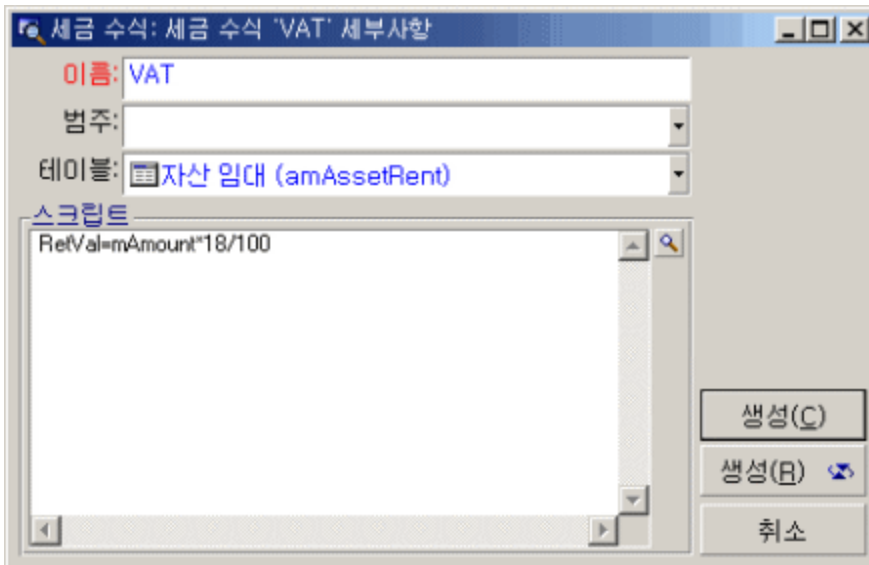 세금 수식: 세금 수식 'VAT' 세부사항
이름: VAT
범주:
테이블: 자산 임대 (amAssetRent)
스크립트
RetVal=mAmount*18/100
생성(C)
생성(R)
취소